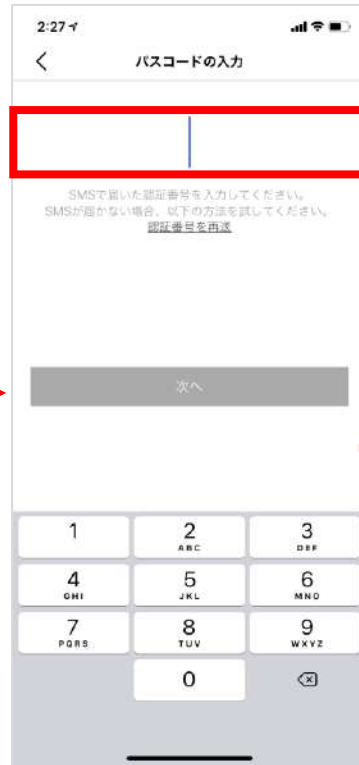 2:27
パスコードの入力
SMSで届いた認証番号を入力してください。
SMSが届かない場合、以下の方法を試してください。
認証番号を再送
次へ
1
2
ABC
3
DEF
4
GHI
5
JKL
6
MNO
7
PQRS
8
TUV
9
WXYZ
0